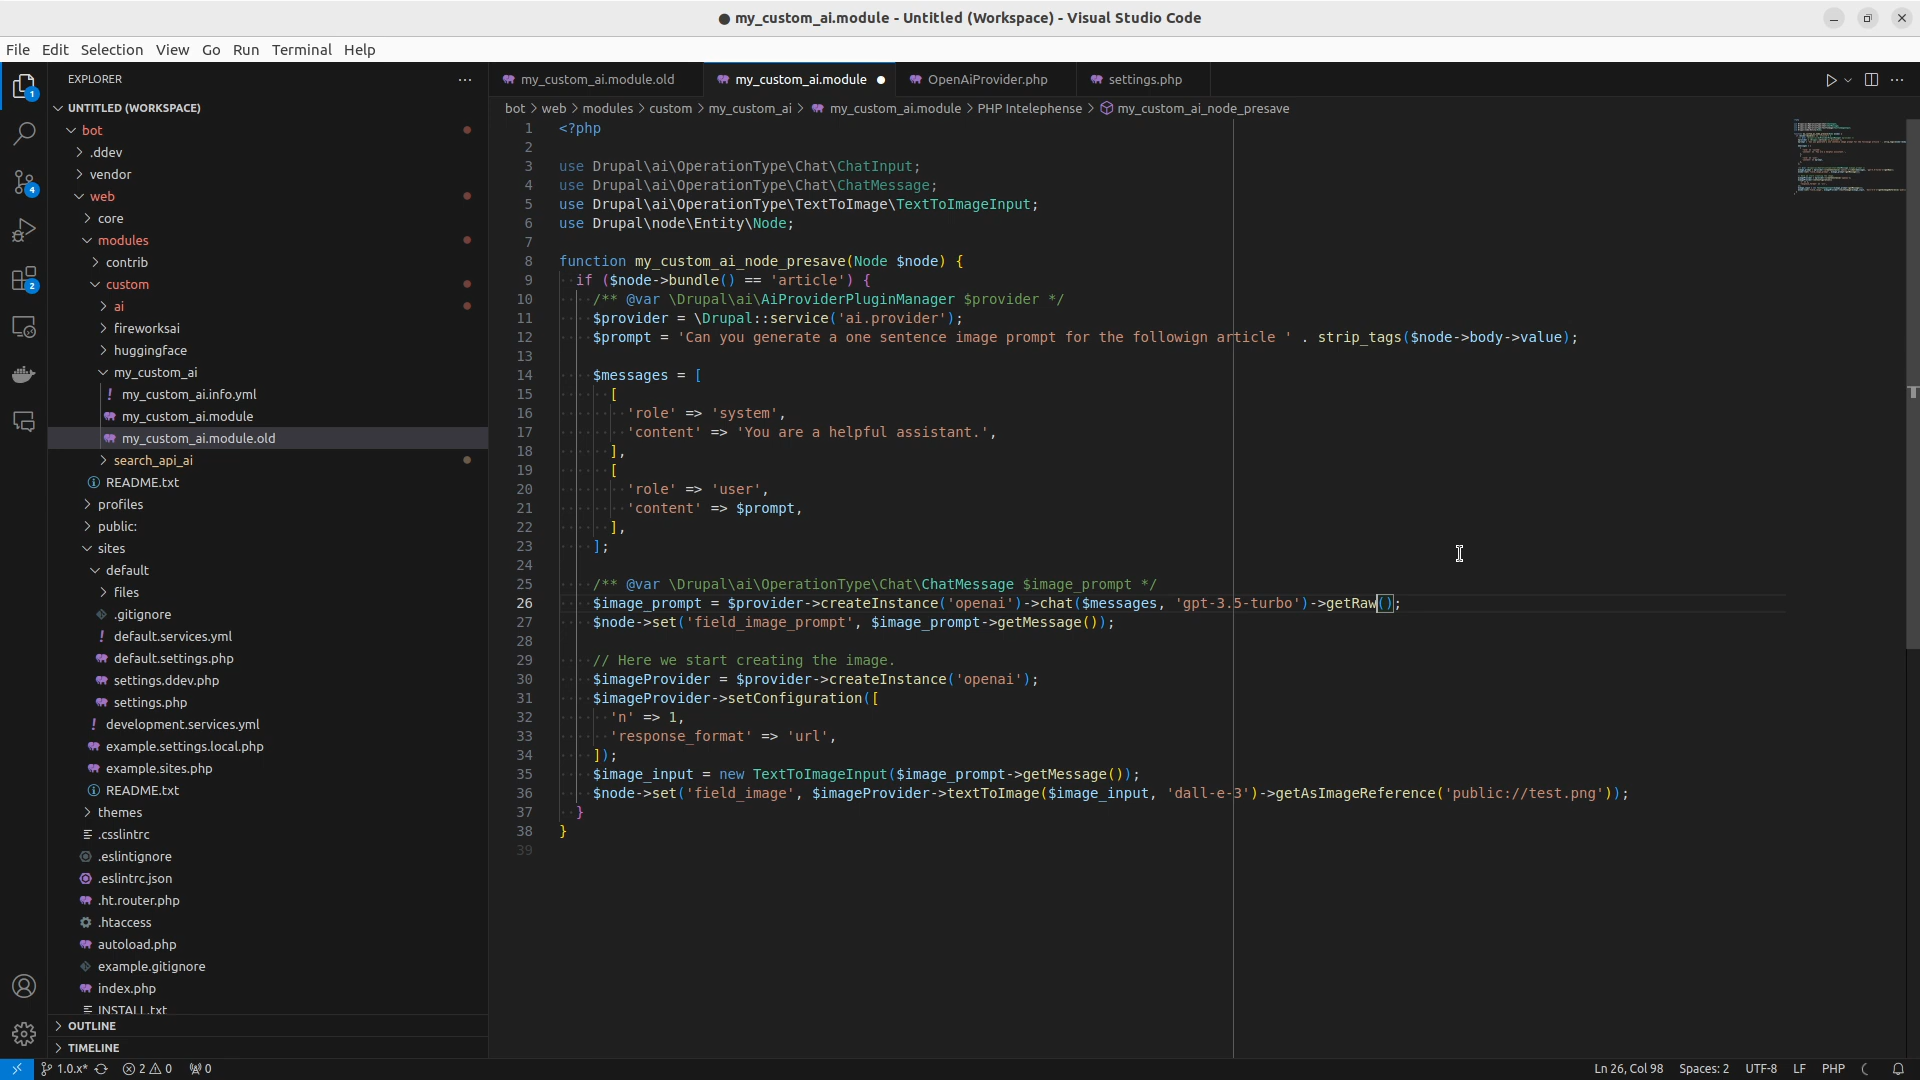 ● my_custom_ai.module - Untitled (Workspace) - Visual Studio Code
File Edit Selection View Go Run Terminal Help
EXPLORER
UNTITLED (WORKSPACE)
bot
.ddev
vendor
web
core
modules
contrib
custom
ai
fireworksai
huggingface
my_custom_ai
! my_custom_ai.info.yml
my_custom_ai.module
my_custom_ai.module.old
search_api_ai
README.txt
profiles
public:
sites
default
files
.gitignore
default.services.yml
default.settings.php
settings.ddev.php
settings.php
! development.services.yml
example.settings.local.php
example.sites.php
README.txt
themes
.csslintrc
.eslintignore
.eslintrc.json
.ht.router.php
.htaccess
autoload.php
example.gitignore
index.php
INSTALL.txt
OUTLINE
TIMELINE
1
4
2
my_custom_ai.module.old my_custom_ai.module ● OpenAiProvider.php settings.php
bot > web > modules > custom > my_custom_ai > my_custom_ai.module > PHP Intelephense > my_custom_ai_node_presave
1 <?php
2
3 use Drupal\ai\OperationType\Chat\ChatInput;
4 use Drupal\ai\OperationType\Chat\ChatMessage;
5 use Drupal\ai\OperationType\TextToImage\TextToImageInput;
6 use Drupal\node\Entity\Node;
7
8 function my_custom_ai_node_presave(Node $node) {
9 if ($node->bundle() == 'article') {
10 /** @var \Drupal\ai\AiProviderPluginManager $provider */
11 $provider = \Drupal::service('ai.provider');
12 $prompt = 'Can you generate a one sentence image prompt for the followign article ' . strip_tags($node->body->value);
13
14 $messages = [
15 [
16 'role' => 'system',
17 'content' => 'You are a helpful assistant.',
18 ],
19 [
20 'role' => 'user',
21 'content' => $prompt,
22 ],
23 ];
24
25 /** @var \Drupal\ai\OperationType\Chat\ChatMessage $image_prompt */
26 $image_prompt = $provider->createInstance('openai')->chat($messages, 'gpt-3.5-turbo')->getRaw();
27 $node->set('field_image_prompt', $image_prompt->getMessage());
28
29 // Here we start creating the image.
30 $imageProvider = $provider->createInstance('openai');
31 $imageProvider->setConfiguration([
32 'n' => 1,
33 'response_format' => 'url',
34 ]);
35 $image_input = new TextToImageInput($image_prompt->getMessage());
36 $node->set('field_image', $imageProvider->textToImage($image_input, 'dall-e-3')->getAsImageReference('public://test.png'));
37 }
38 }
39
1.0.x* 2 0 0 Ln 26, Col 98 Spaces: 2 UTF-8 LF PHP